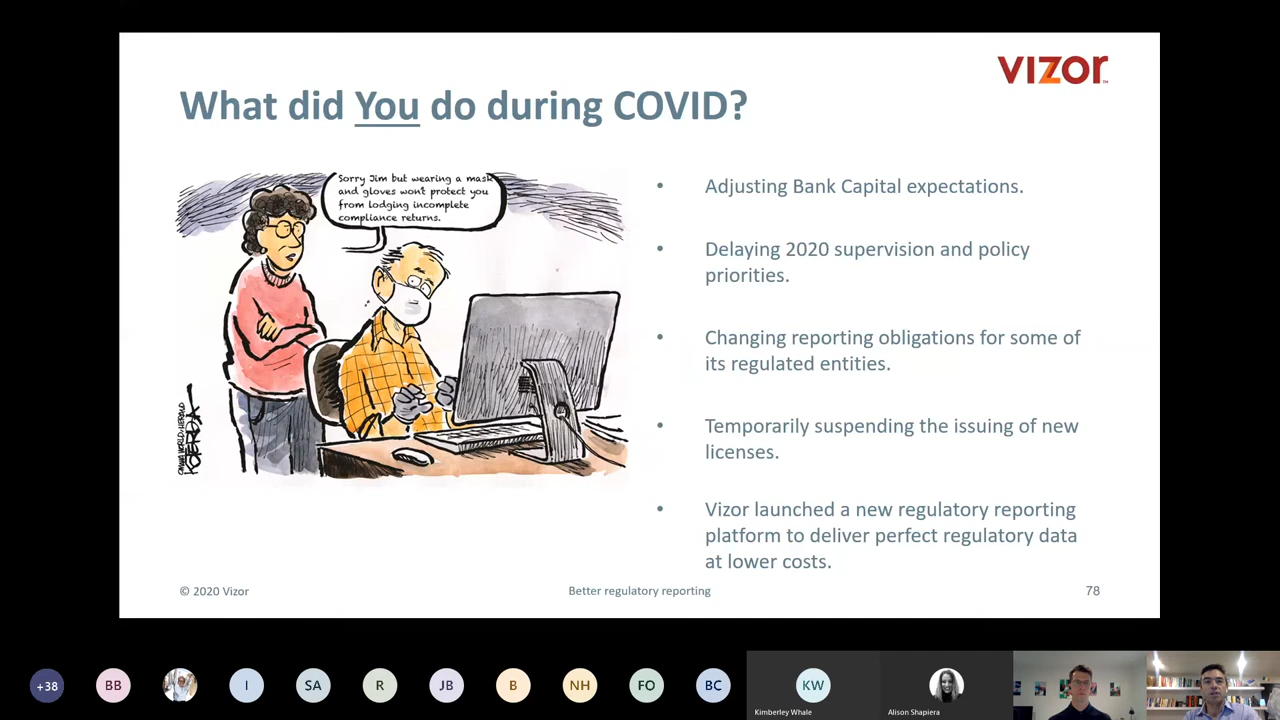 VIZOR
What did You do during COVID?
Sorry Jim but wearing a mask
and gloves won't protect you
from lodging incomplete
compliance returns.
• Adjusting Bank Capital expectations.
• Delaying 2020 supervision and policy
priorities.
• Changing reporting obligations for some of
its regulated entities.
• Temporarily suspending the issuing of new
licenses.
• Vizor launched a new regulatory reporting
platform to deliver perfect regulatory data
at lower costs.
© 2020 Vizor
Better regulatory reporting
78
+38
BB
I
SA
R
JB
B
NH
FO
BC
KW
Kimberley Whale
Alison Shapiera